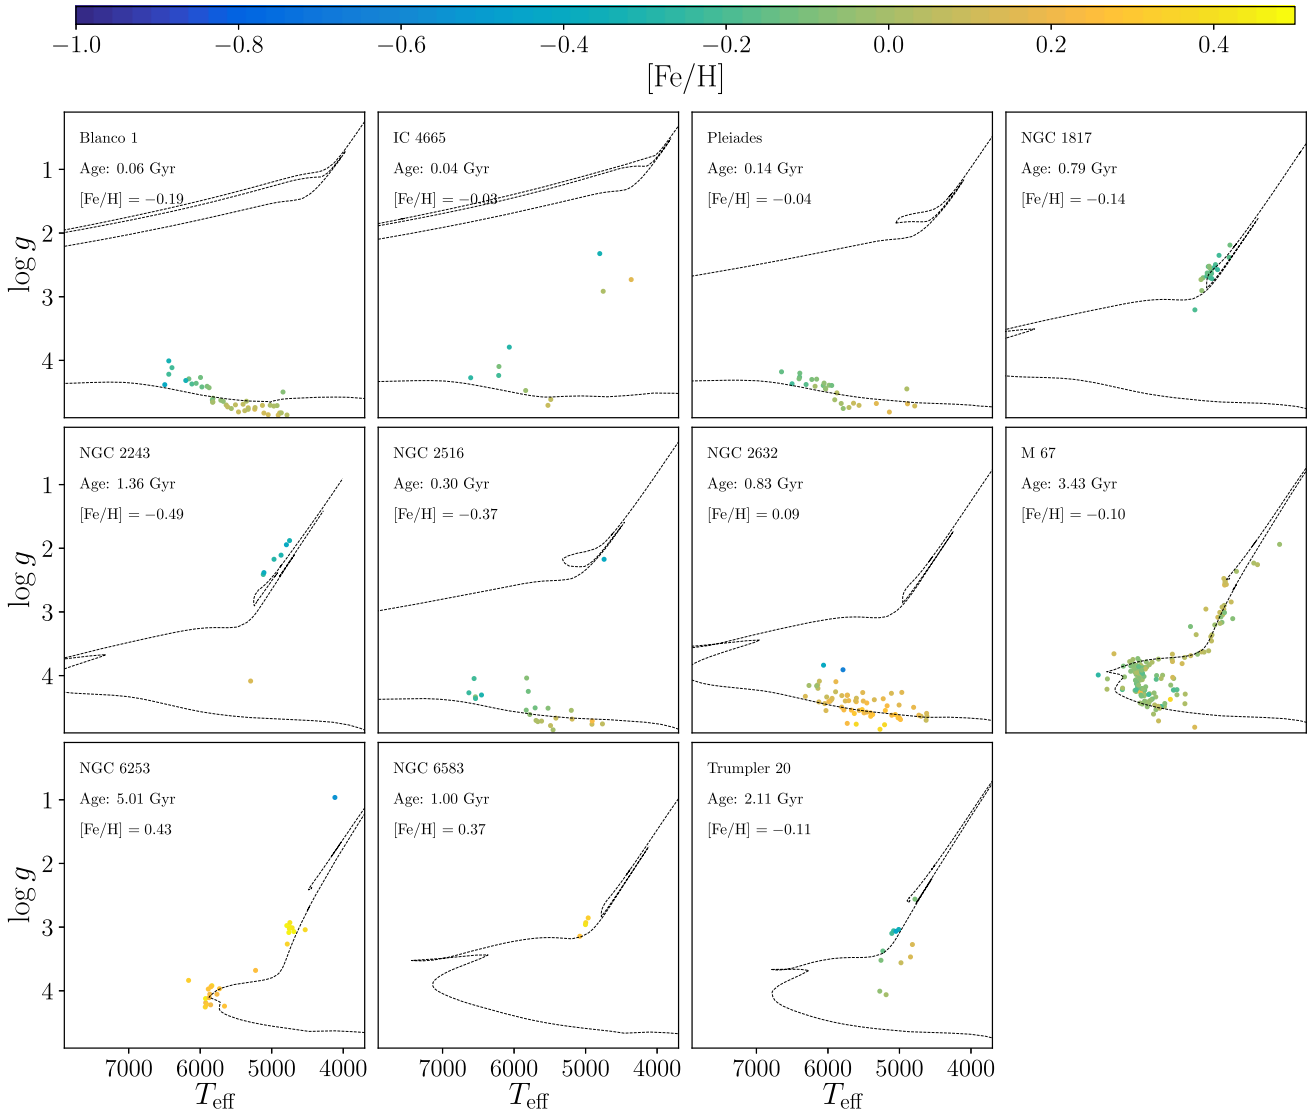 −1.0 −0.8 −0.6 −0.4 −0.2 0.0 0.2 0.4
[Fe/H]
Blanco 1
Age: 0.06 Gyr
[Fe/H] = −0.19
IC 4665
Age: 0.04 Gyr
[Fe/H] = −0.03
Pleiades
Age: 0.14 Gyr
[Fe/H] = −0.04
NGC 1817
Age: 0.79 Gyr
[Fe/H] = −0.14
1
2
3
4
log g
NGC 2243
Age: 1.36 Gyr
[Fe/H] = −0.49
NGC 2516
Age: 0.30 Gyr
[Fe/H] = −0.37
NGC 2632
Age: 0.83 Gyr
[Fe/H] = 0.09
M 67
Age: 3.43 Gyr
[Fe/H] = −0.10
1
2
3
4
log g
NGC 6253
Age: 5.01 Gyr
[Fe/H] = 0.43
NGC 6583
Age: 1.00 Gyr
[Fe/H] = 0.37
Trumpler 20
Age: 2.11 Gyr
[Fe/H] = −0.11
1
2
3
4
log g
7000 6000 5000 4000
Teff
7000 6000 5000 4000
Teff
7000 6000 5000 4000
Teff